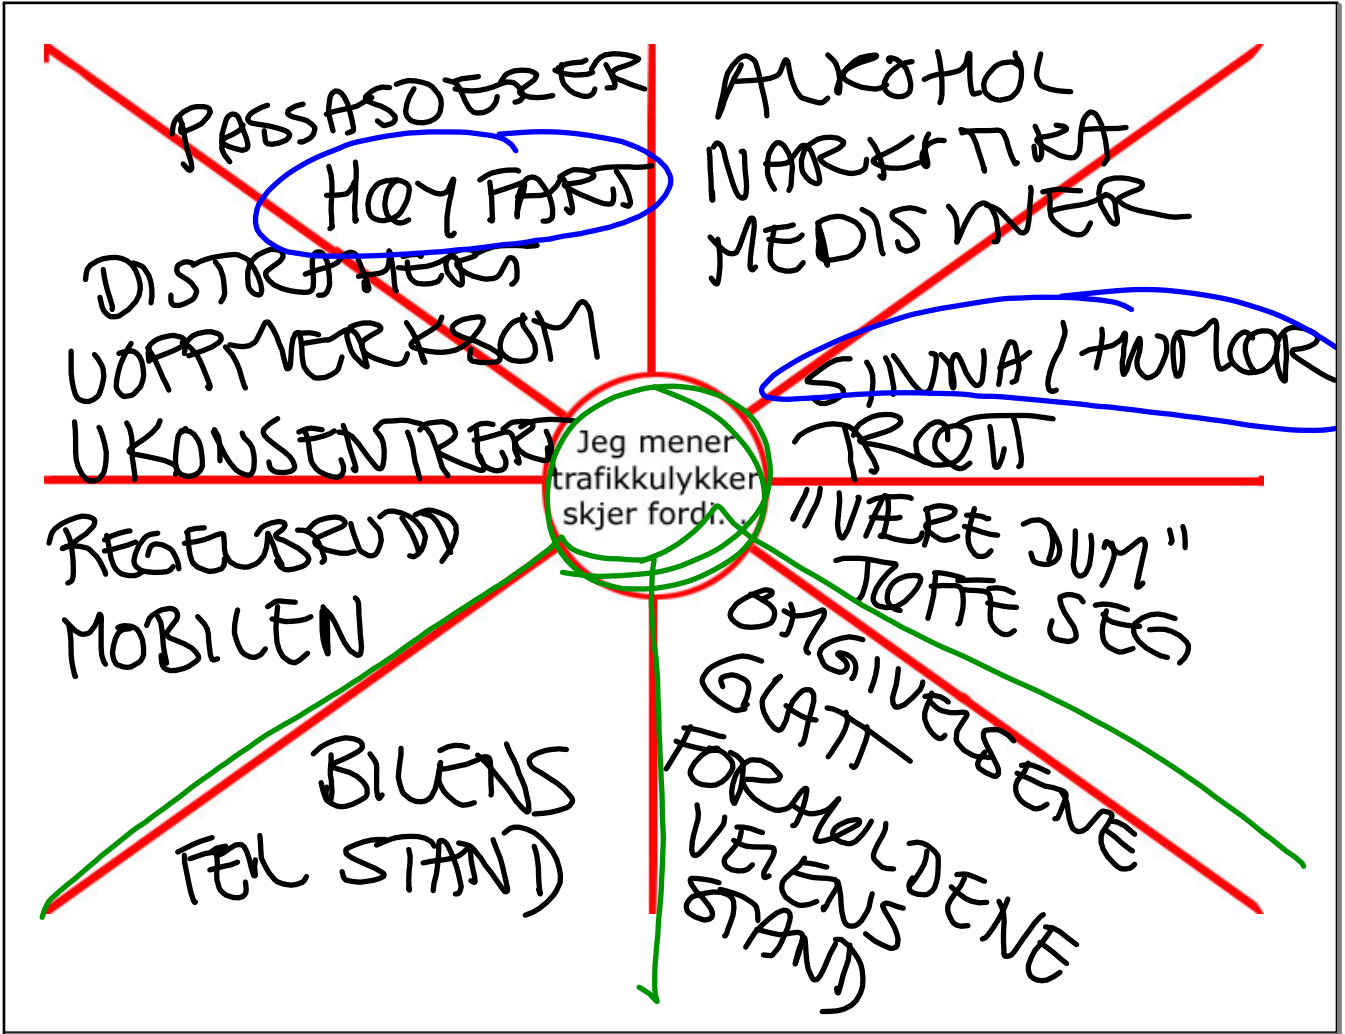 PASSASJERER
HØY FART
DISTRAHERT
UOPPMERKSOM
UKONSENTRERT
ALKOHOL
NARKOTIKA
MEDISINER
SINNA / HUMØR
TRØTT
Jeg mener
trafikkulykker
skjer fordi...
"VÆRE DUM"
TØFFE SEG
REGELBRUDD
MOBILEN
BILENS
FEIL STAND
OMGIVELSENE
GLATT
FORHOLDENE
VEIENS
STAND